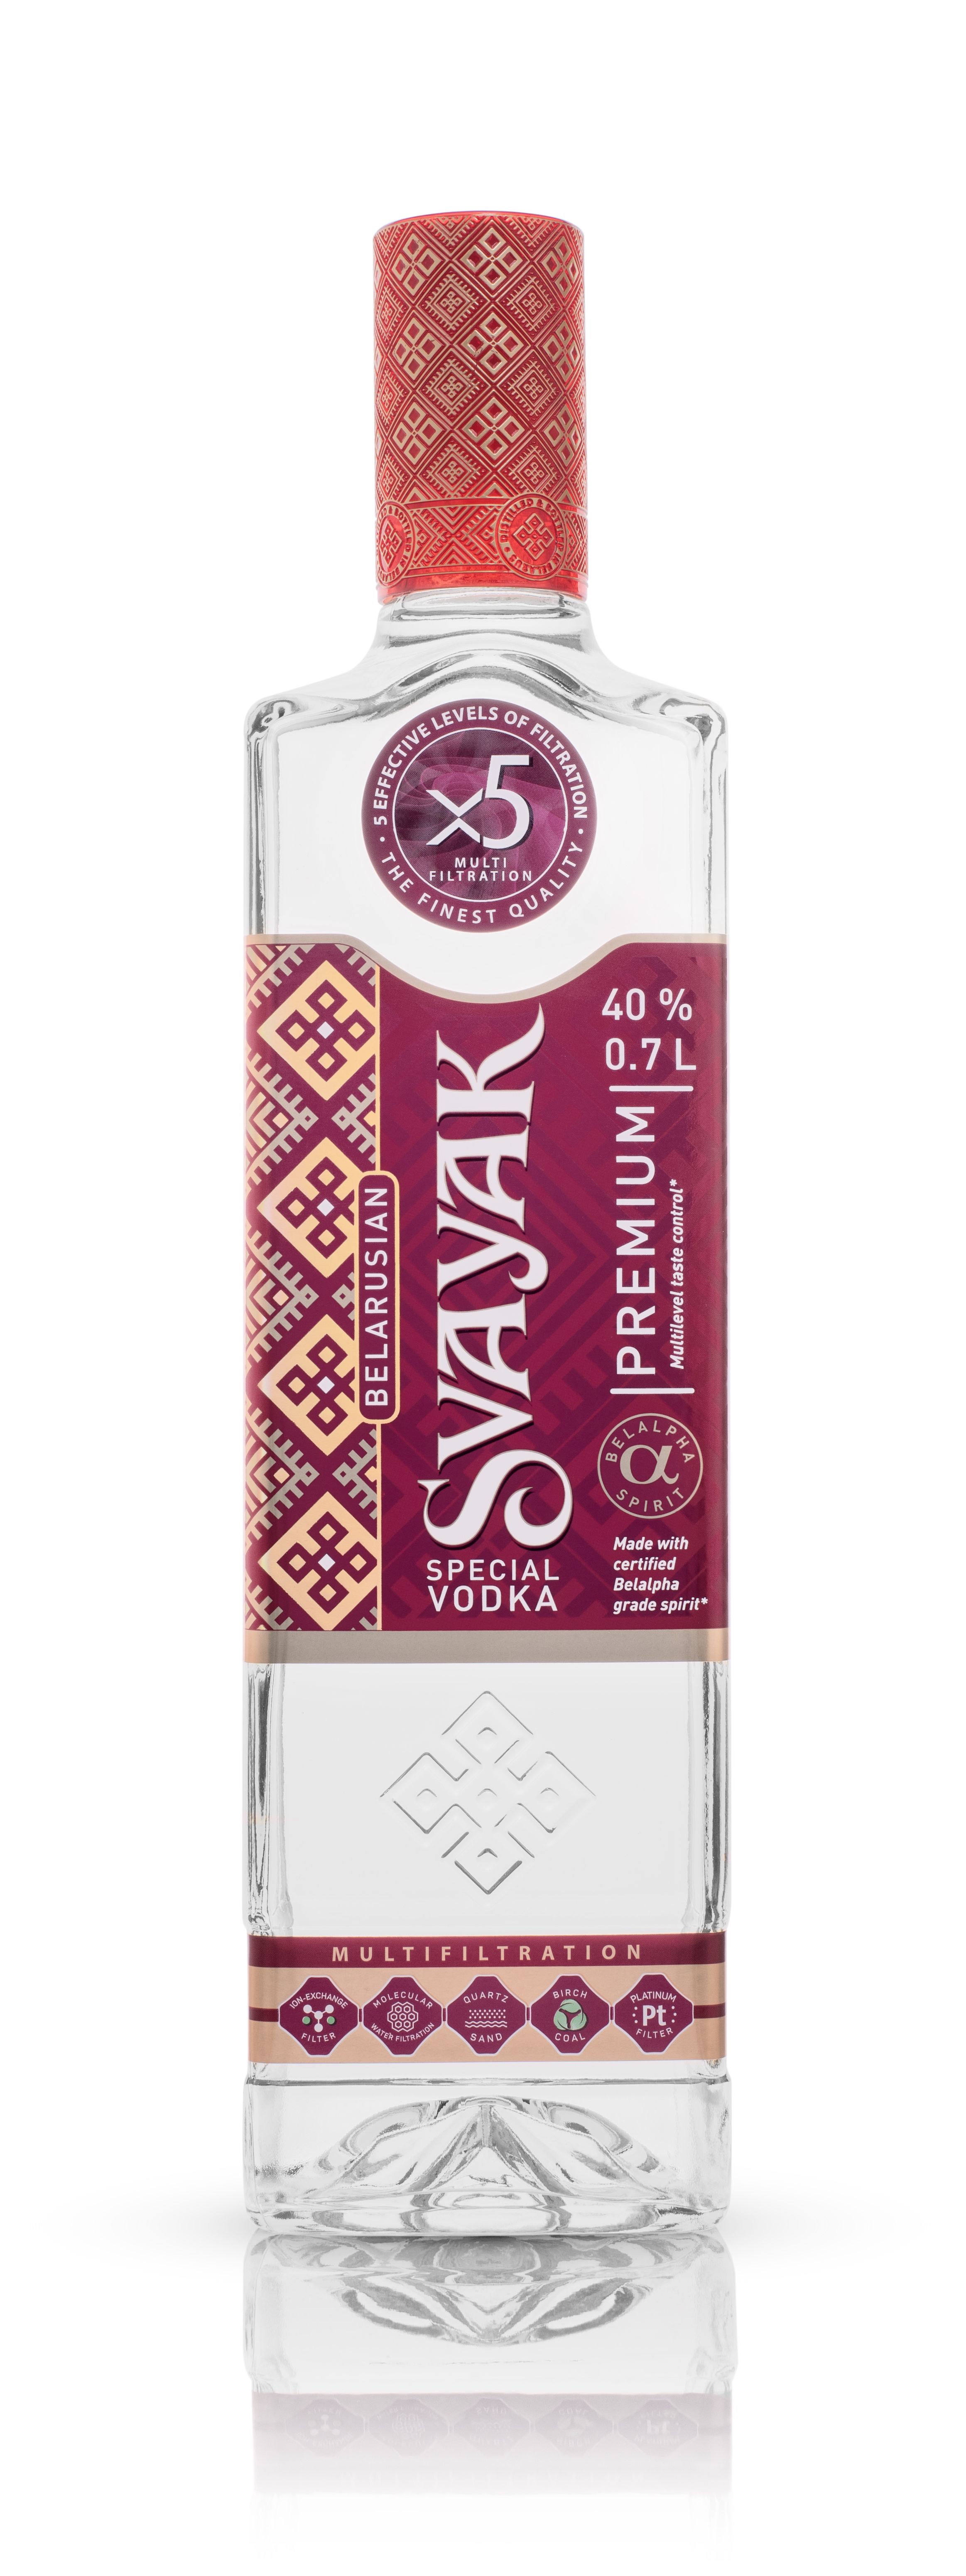 5 EFFECTIVE LEVELS OF FILTRATION
x5
MULTI
FILTRATION
• THE FINEST QUALITY •
40 %
0.7 L
BELARUSIAN
SVAYAK
SPECIAL
VODKA
PREMIUM
Multilevel taste control*
BELALPHA
α
SPIRIT
Made with
certified
Belalpha
grade spirit*
MULTIFILTRATION
ION-EXCHANGE
FILTER
MOLECULAR
WATER FILTRATION
QUARTZ
SAND
BIRCH
COAL
PLATINUM
Pt
FILTER